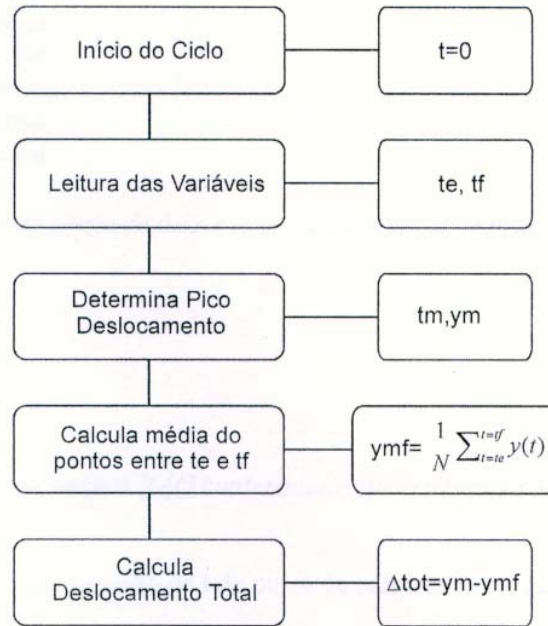 Início do Ciclo
t=0
Leitura das Variáveis
te, tf
Determina Pico
Deslocamento
tm,ym
Calcula média do
pontos entre te e tf
ymf= 1/N ∑_{t=te}^{t=tf} y(t)
Calcula
Deslocamento Total
Δtot=ym-ymf